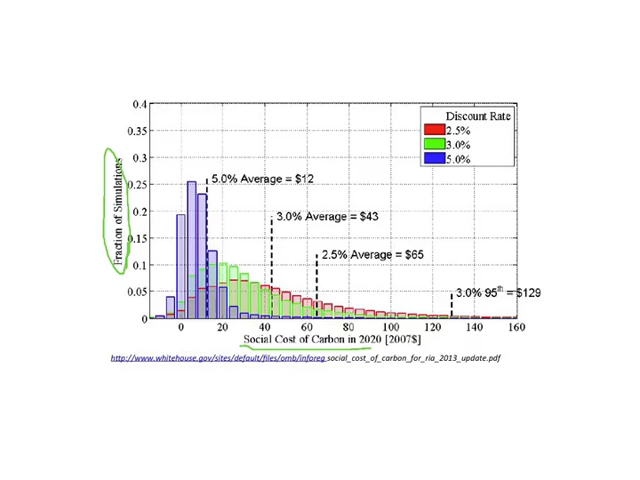 Discount Rate
2.5%
3.0%
5.0%
0.4
0.35
0.3
0.25
0.2
0.15
0.1
0.05
0
Fraction of Simulations
5.0% Average = $12
3.0% Average = $43
2.5% Average = $65
3.0% 95th = $129
0 20 40 60 80 100 120 140 160
Social Cost of Carbon in 2020 [2007$]
http://www.whitehouse.gov/sites/default/files/omb/inforeg social_cost_of_carbon_for_ria_2013_update.pdf